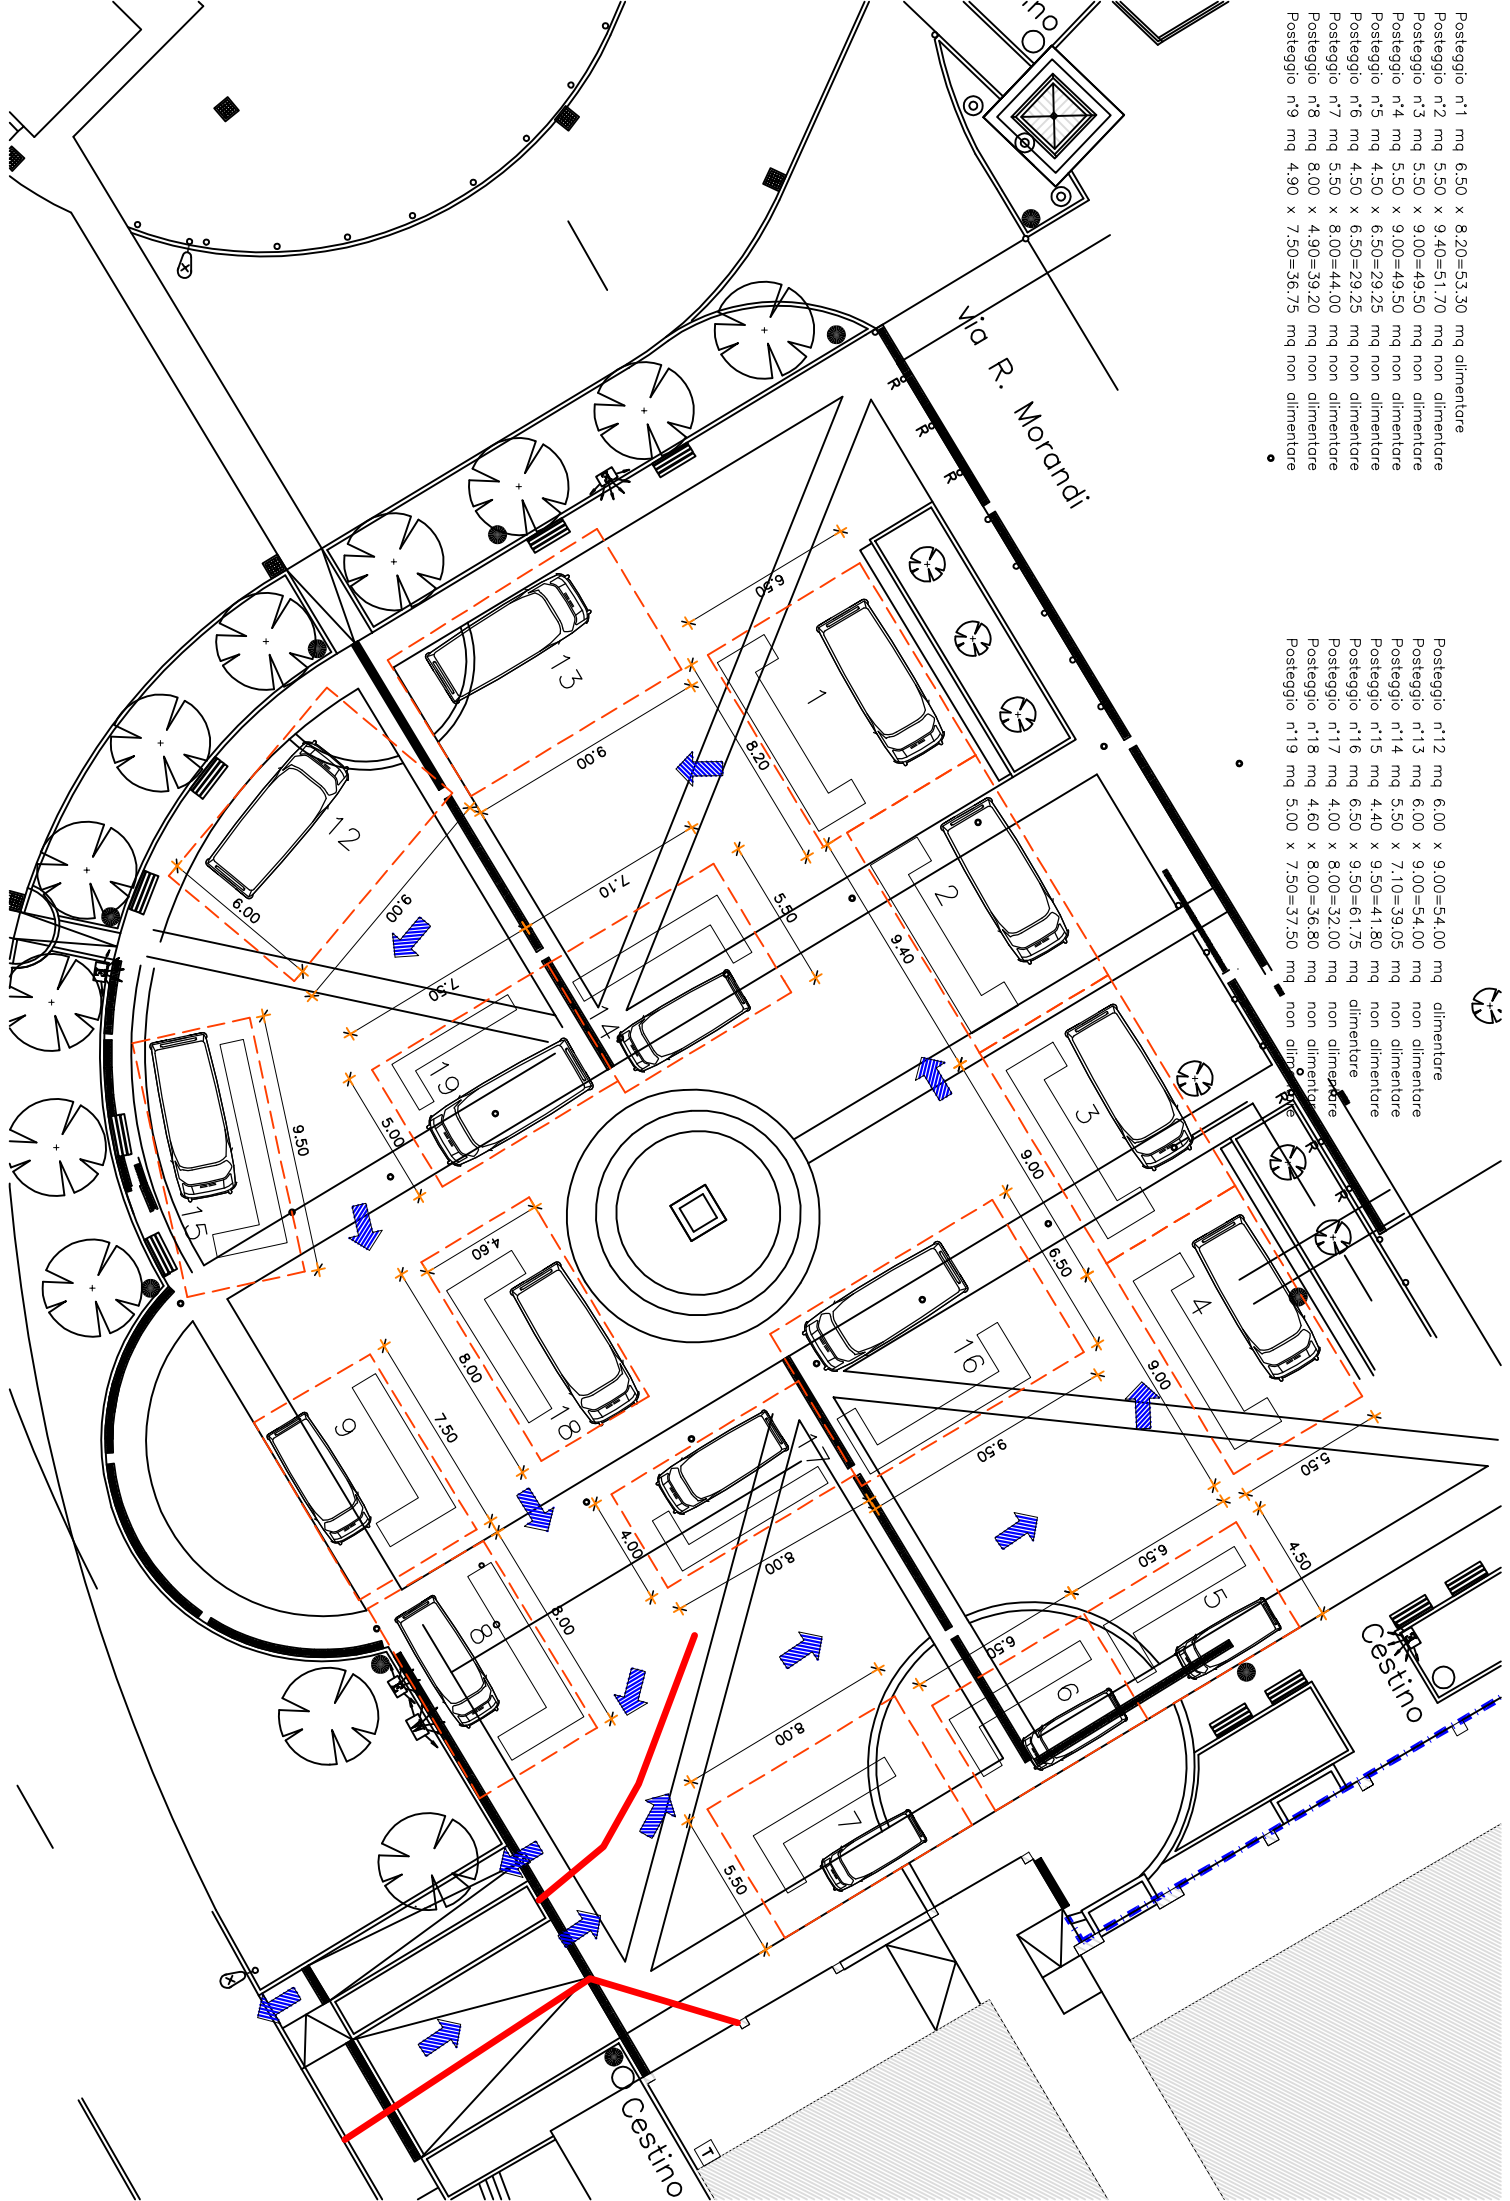 Posteggio n°1 mq 6.50 x 8.20=53.30 mq alimentare
Posteggio n°2 mq 5.50 x 9.40=51.70 mq non alimentare
Posteggio n°3 mq 5.50 x 9.00=49.50 mq non alimentare
Posteggio n°4 mq 5.50 x 9.00=49.50 mq non alimentare
Posteggio n°5 mq 4.50 x 6.50=29.25 mq non alimentare
Posteggio n°6 mq 4.50 x 6.50=29.25 mq non alimentare
Posteggio n°7 mq 5.50 x 8.00=44.00 mq non alimentare
Posteggio n°8 mq 8.00 x 4.90=39.20 mq non alimentare
Posteggio n°9 mq 4.90 x 7.50=36.75 mq non alimentare
Posteggio n°12 mq 6.00 x 9.00=54.00 mq alimentare
Posteggio n°13 mq 6.00 x 9.00=54.00 mq non alimentare
Posteggio n°14 mq 5.50 x 7.10=39.05 mq non alimentare
Posteggio n°15 mq 4.40 x 9.50=41.80 mq non alimentare
Posteggio n°16 mq 6.50 x 9.50=61.75 mq alimentare
Posteggio n°17 mq 4.00 x 8.00=32.00 mq non alimentare
Posteggio n°18 mq 4.60 x 8.00=36.80 mq non alimentare
Posteggio n°19 mq 5.00 x 7.50=37.50 mq non alimentare
via R. Morandi
R
R
R
6.50
13
1
9.00
8.20
12
2
7.10
5.50
6.00
9.00
9.40
7.50
14
19
3
R
R
R
9.50
5.00
9.00
15
4.60
6.50
4
8.00
16
9.00
18
9
7.50
17
9.50
5.50
4.00
8.00
6.50
4.50
5
8
8.00
6.50
6
8.00
7
5.50
Cestino
Cestino
T